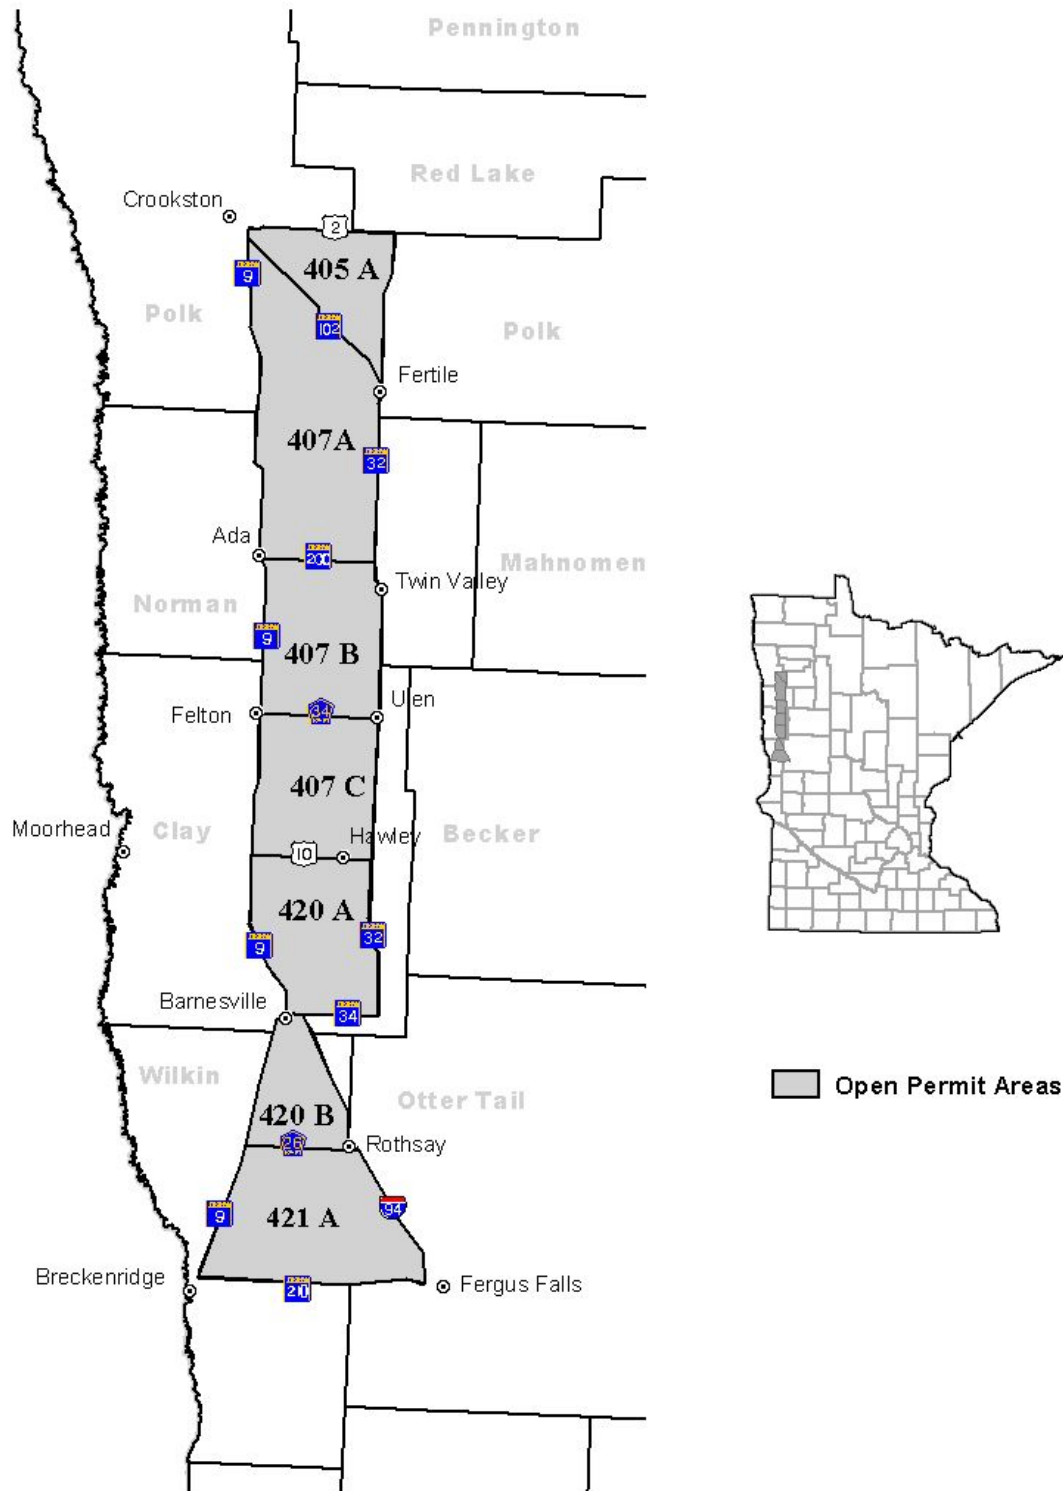 Pennington
Red Lake
Crookston
2
405 A
9
Polk
102
Polk
Fertile
407A
32
Ada
200
Mahnomen
Twin Valley
Norman
9
407 B
Felton
34
Ulen
407 C
Moorhead
Clay
Hawley
Becker
10
420 A
9
32
Barnesville
34
Wilkin
Open Permit Areas
Otter Tail
420 B
26
Rothsay
9
94
421 A
Breckenridge
210
Fergus Falls